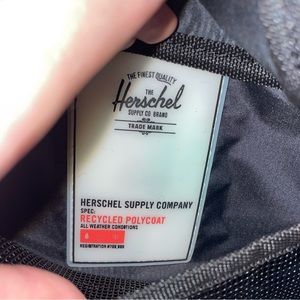 THE FINEST QUALITY
THE
Herschel
SUPPLY CO. BRAND
TRADE MARK
HERSCHEL SUPPLY COMPANY
SPEC:
RECYCLED POLYCOAT
ALL WEATHER CONDITIONS